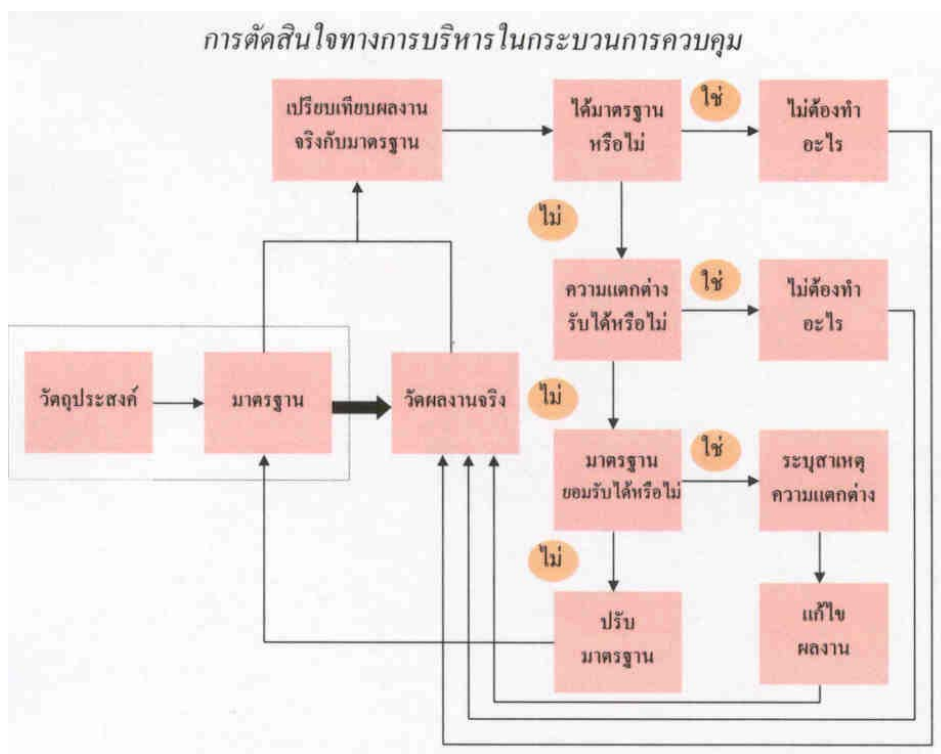 การตัดสินใจทางการบริหารในกระบวนการควบคุม
เปรียบเทียบผลงาน
จริงกับมาตรฐาน
ได้มาตรฐาน
หรือไม่
ใช่
ไม่ต้องทำ
อะไร
ไม่
ความแตกต่าง
รับได้หรือไม่
ใช่
ไม่ต้องทำ
อะไร
วัตถุประสงค์
มาตรฐาน
วัดผลงานจริง
ไม่
มาตรฐาน
ยอมรับได้หรือไม่
ใช่
ระบุสาเหตุ
ความแตกต่าง
ไม่
ปรับ
มาตรฐาน
แก้ไข
ผลงาน